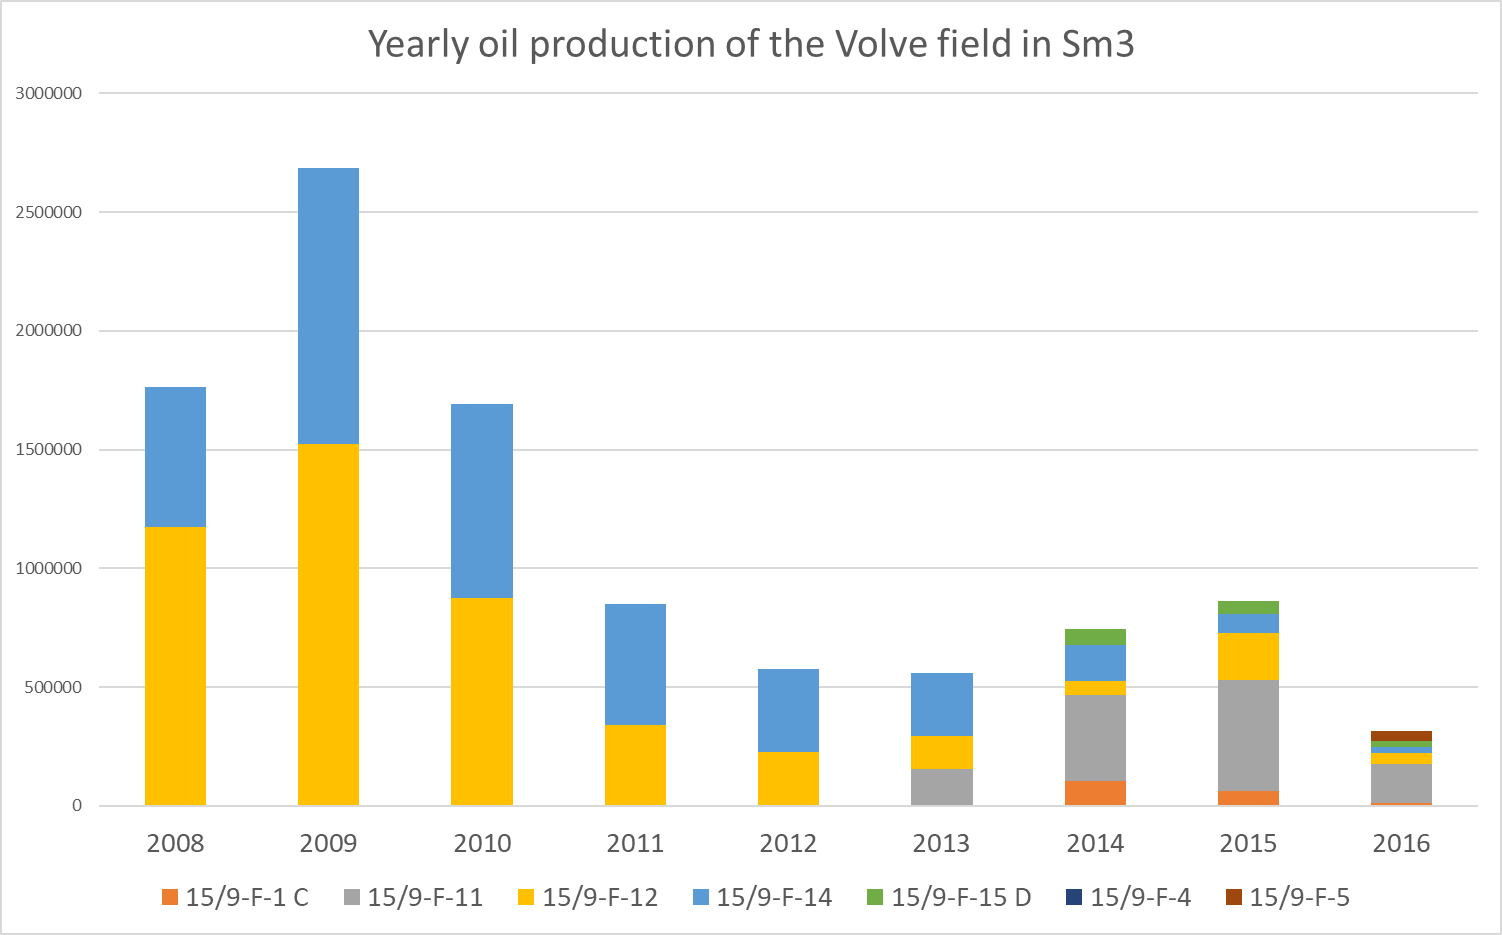 Yearly oil production of the Volve field in Sm3
3000000
2500000
2000000
1500000
1000000
500000
0
2008 2009 2010 2011 2012 2013 2014 2015 2016
15/9-F-1 C 15/9-F-11 15/9-F-12 15/9-F-14 15/9-F-15 D 15/9-F-4 15/9-F-5